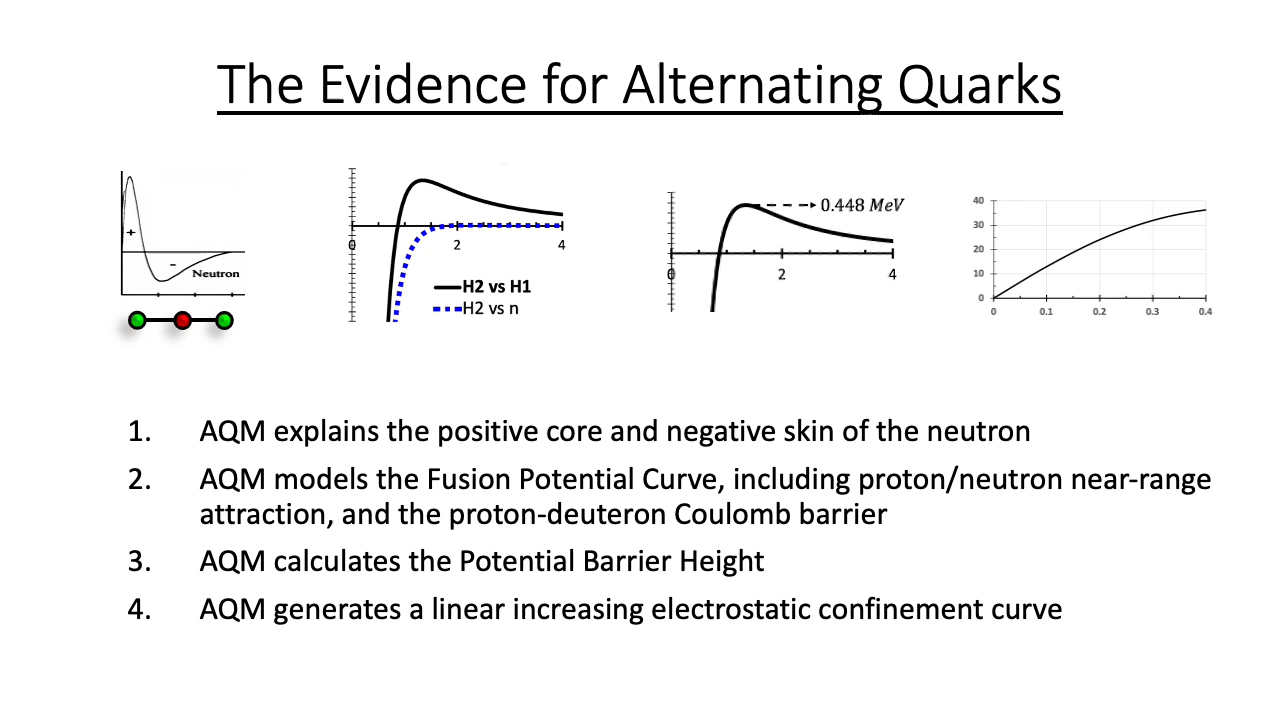 The Evidence for Alternating Quarks
+
-
Neutron
0
2
4
H2 vs H1
H2 vs n
0.448 MeV
0
2
4
40
30
20
10
0
0
0.1
0.2
0.3
0.4
1. AQM explains the positive core and negative skin of the neutron
2. AQM models the Fusion Potential Curve, including proton/neutron near-range
attraction, and the proton-deuteron Coulomb barrier
3. AQM calculates the Potential Barrier Height
4. AQM generates a linear increasing electrostatic confinement curve